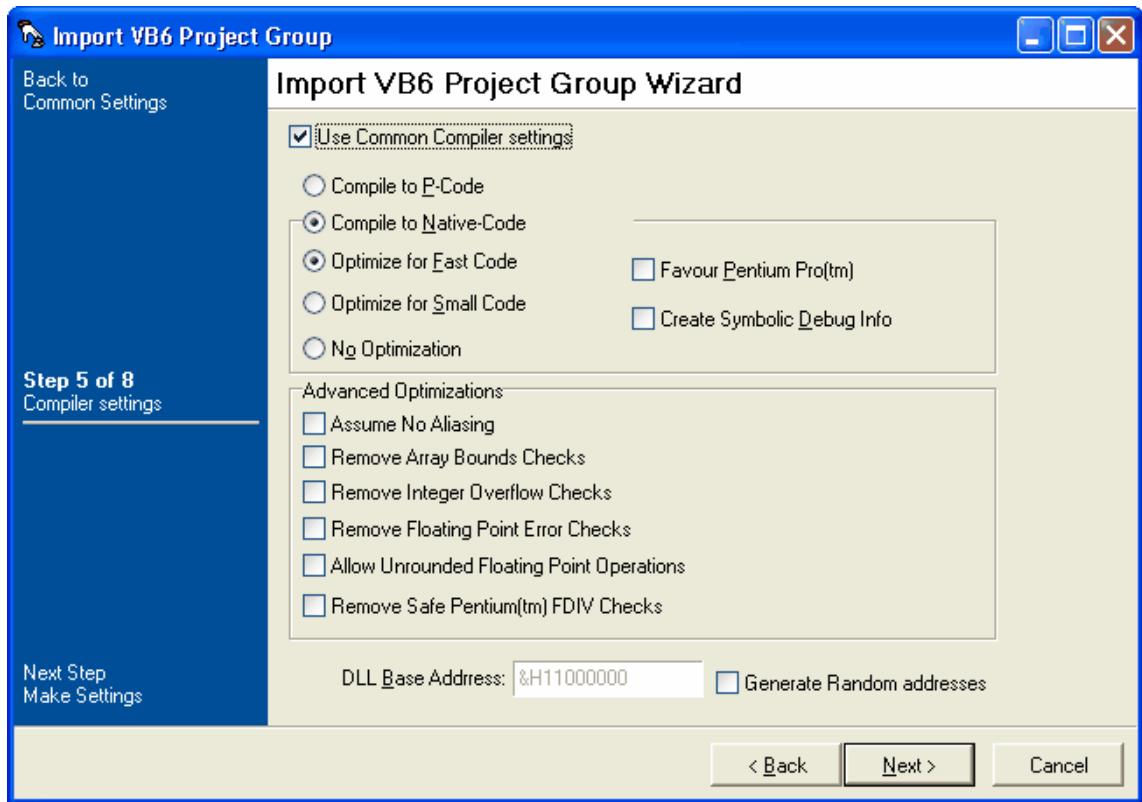 Import VB6 Project Group
Back to
Common Settings
Import VB6 Project Group Wizard
Use Common Compiler settings
Compile to P-Code
Compile to Native-Code
Optimize for Fast Code
Favour Pentium Pro(tm)
Optimize for Small Code
Create Symbolic Debug Info
No Optimization
Step 5 of 8
Compiler settings
Advanced Optimizations
Assume No Aliasing
Remove Array Bounds Checks
Remove Integer Overflow Checks
Remove Floating Point Error Checks
Allow Unrounded Floating Point Operations
Remove Safe Pentium(tm) FDIV Checks
Next Step
Make Settings
DLL Base Addrress: &H11000000 Generate Random addresses
< Back Next > Cancel